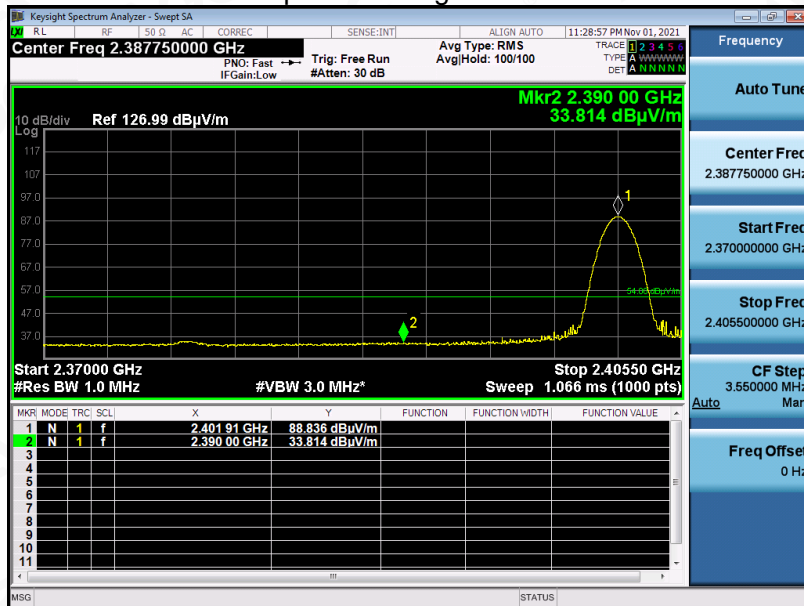 Keysight Spectrum Analyzer - Swept SA
LXI RL RF 50 Ω AC CORREC SENSE:INT ALIGN AUTO 11:28:57 PM Nov 01, 2021
Center Freq 2.387750000 GHz Avg Type: RMS TRACE 1 2 3 4 5 6
PNO: Fast Trig: Free Run Avg|Hold: 100/100 TYPE A WWWWW
IFGain:Low #Atten: 30 dB DET A N N N N N
Mkr2 2.390 00 GHz
10 dB/div Ref 126.99 dBµV/m 33.814 dBµV/m
Log
117
107
97.0
1
87.0
77.0
67.0
57.0
54.00 dBµV/m
47.0
2
37.0
Start 2.37000 GHz Stop 2.40550 GHz
#Res BW 1.0 MHz #VBW 3.0 MHz* Sweep 1.066 ms (1000 pts)
MKR MODE TRC SCL X Y FUNCTION FUNCTION WIDTH FUNCTION VALUE
1 N 1 f 2.401 91 GHz 88.836 dBµV/m
2 N 1 f 2.390 00 GHz 33.814 dBµV/m
3
4
5
6
7
8
9
10
11
MSG STATUS
Frequency
Auto Tune
Center Freq
2.387750000 GHz
Start Freq
2.370000000 GHz
Stop Freq
2.405500000 GHz
CF Step
3.550000 MHz
Auto Man
Freq Offset
0 Hz